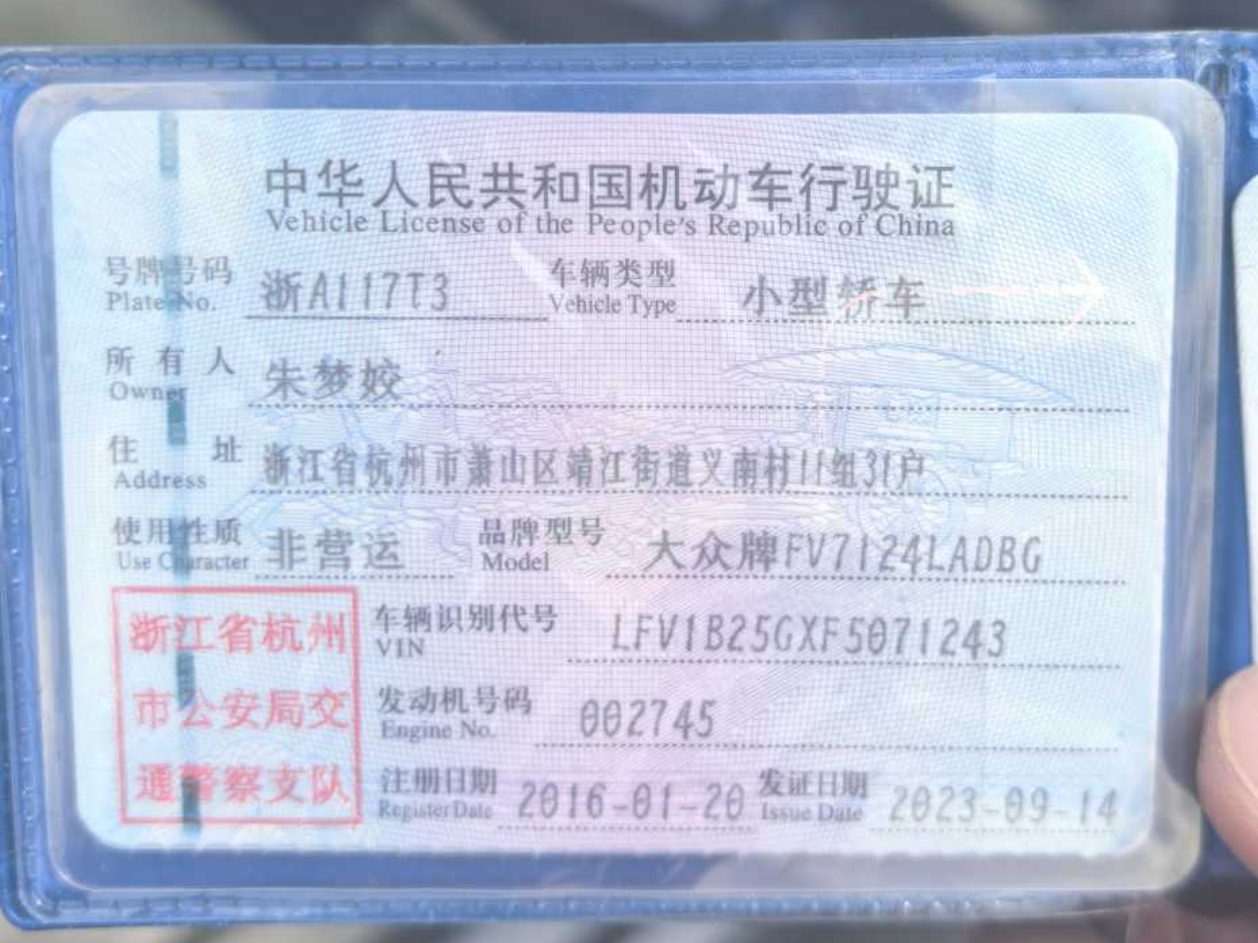 中华人民共和国机动车行驶证
Vehicle License of the People's Republic of China
号牌号码 浙A117T3 车辆类型 小型轿车
Plate No. Vehicle Type
所有人 朱梦姣
Owner
住址 浙江省杭州市萧山区靖江街道义南村11组31户
Address
使用性质 非营运 品牌型号 大众牌FV7124LADBG
Use Character Model
浙江省杭州 车辆识别代号 LFV1B25GXF5071243
VIN
市公安局交 发动机号码 002745
Engine No.
通警察支队 注册日期 2016-01-20 发证日期 2023-09-14
Register Date Issue Date